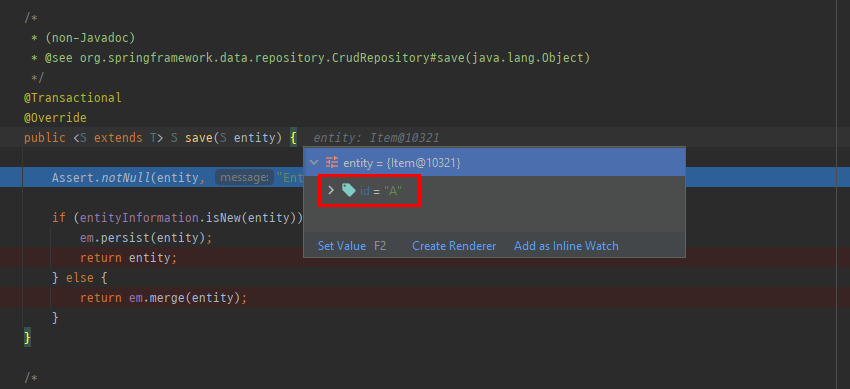 /*
* (non-Javadoc)
* @see org.springframework.data.repository.CrudRepository#save(java.lang.Object)
*/
@Transactional
@Override
public <S extends T> S save(S entity) { entity: Item@10321
entity = {Item@10321}
Assert.notNull(entity, message: "Ent
id = "A"
if (entityInformation.isNew(entity))
em.persist(entity);
Set Value F2 Create Renderer Add as Inline Watch
return entity;
} else {
return em.merge(entity);
}
}
/*